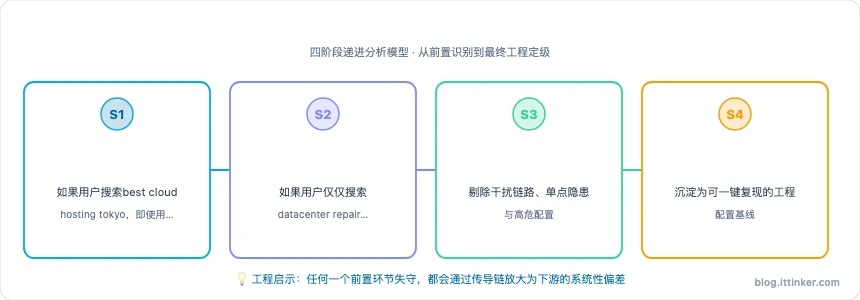 四阶段递进分析模型 · 从前置识别到最终工程定级
S1
如果用户搜索best cloud
hosting tokyo，即使用...
S2
如果用户仅仅搜索
datacenter repair...
S3
剔除干扰链路、单点隐患
与高危配置
S4
沉淀为可一键复现的工程
配置基线
💡 工程启示：任何一个前置环节失守，都会通过传导链放大为下游的系统性偏差
blog.ittinker.com